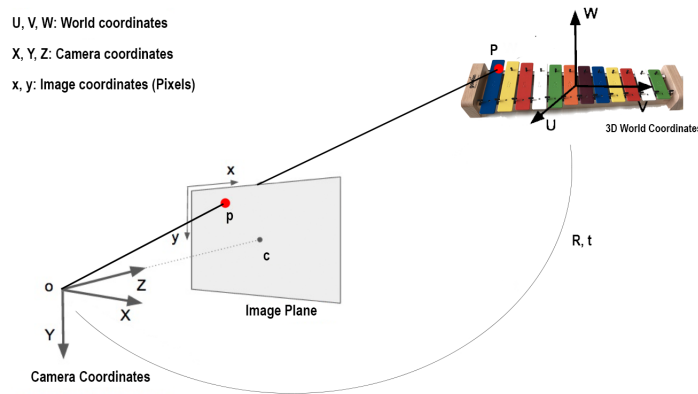 U, V, W: World coordinates
X, Y, Z: Camera coordinates
x, y: Image coordinates (Pixels)
W
P
V
U
3D World Coordinates
x
p
y
c
R, t
o
Z
X
Image Plane
Y
Camera Coordinates